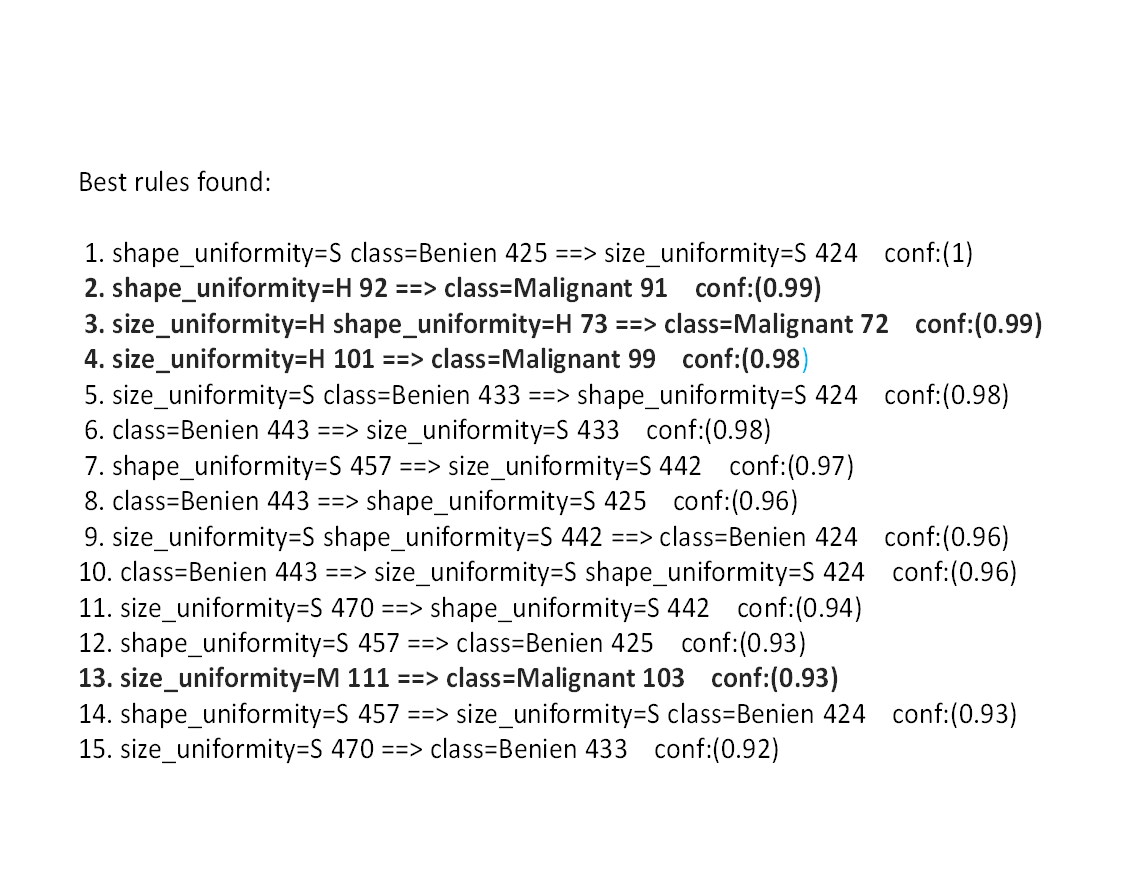 Best rules found:
1. shape_uniformity=S class=Benien 425 ==> size_uniformity=S 424 conf:(1)
2. shape_uniformity=H 92 ==> class=Malignant 91 conf:(0.99)
3. size_uniformity=H shape_uniformity=H 73 ==> class=Malignant 72 conf:(0.99)
4. size_uniformity=H 101 ==> class=Malignant 99 conf:(0.98)
5. size_uniformity=S class=Benien 433 ==> shape_uniformity=S 424 conf:(0.98)
6. class=Benien 443 ==> size_uniformity=S 433 conf:(0.98)
7. shape_uniformity=S 457 ==> size_uniformity=S 442 conf:(0.97)
8. class=Benien 443 ==> shape_uniformity=S 425 conf:(0.96)
9. size_uniformity=S shape_uniformity=S 442 ==> class=Benien 424 conf:(0.96)
10. class=Benien 443 ==> size_uniformity=S shape_uniformity=S 424 conf:(0.96)
11. size_uniformity=S 470 ==> shape_uniformity=S 442 conf:(0.94)
12. shape_uniformity=S 457 ==> class=Benien 425 conf:(0.93)
13. size_uniformity=M 111 ==> class=Malignant 103 conf:(0.93)
14. shape_uniformity=S 457 ==> size_uniformity=S class=Benien 424 conf:(0.93)
15. size_uniformity=S 470 ==> class=Benien 433 conf:(0.92)